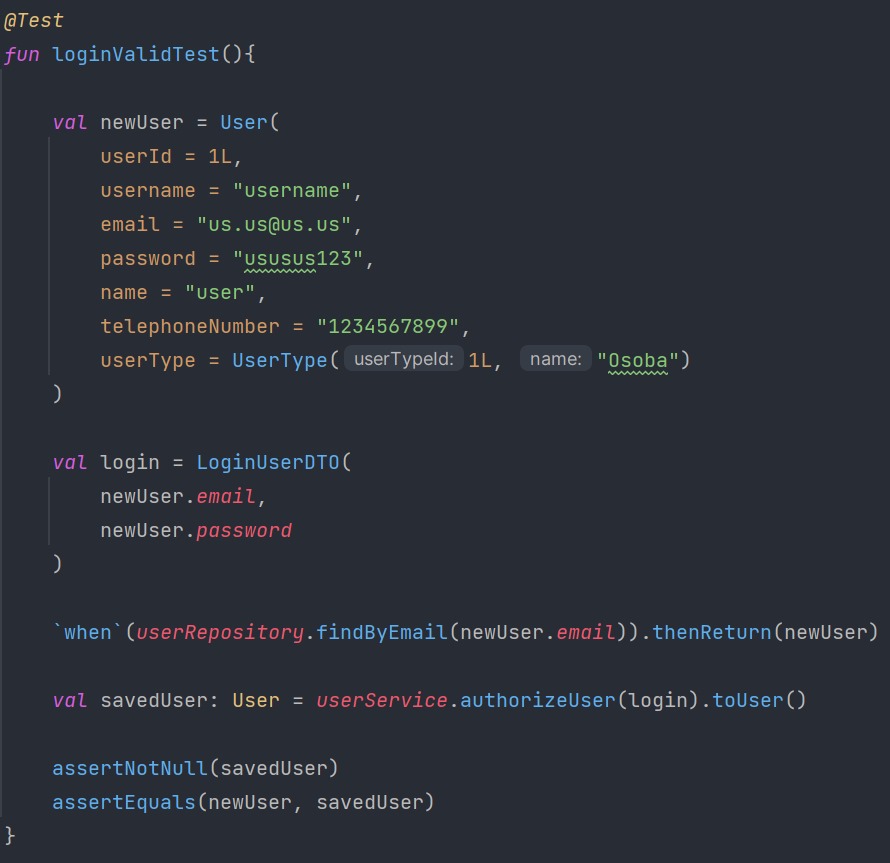 @Test
fun loginValidTest(){
val newUser = User(
userId = 1L,
username = "username",
email = "us.us@us.us",
password = "ususus123",
name = "user",
telephoneNumber = "1234567899",
userType = UserType( userTypeId: 1L, name: "Osoba")
)
val login = LoginUserDTO(
newUser.email,
newUser.password
)
`when`(userRepository.findByEmail(newUser.email)).thenReturn(newUser)
val savedUser: User = userService.authorizeUser(login).toUser()
assertNotNull(savedUser)
assertEquals(newUser, savedUser)
}